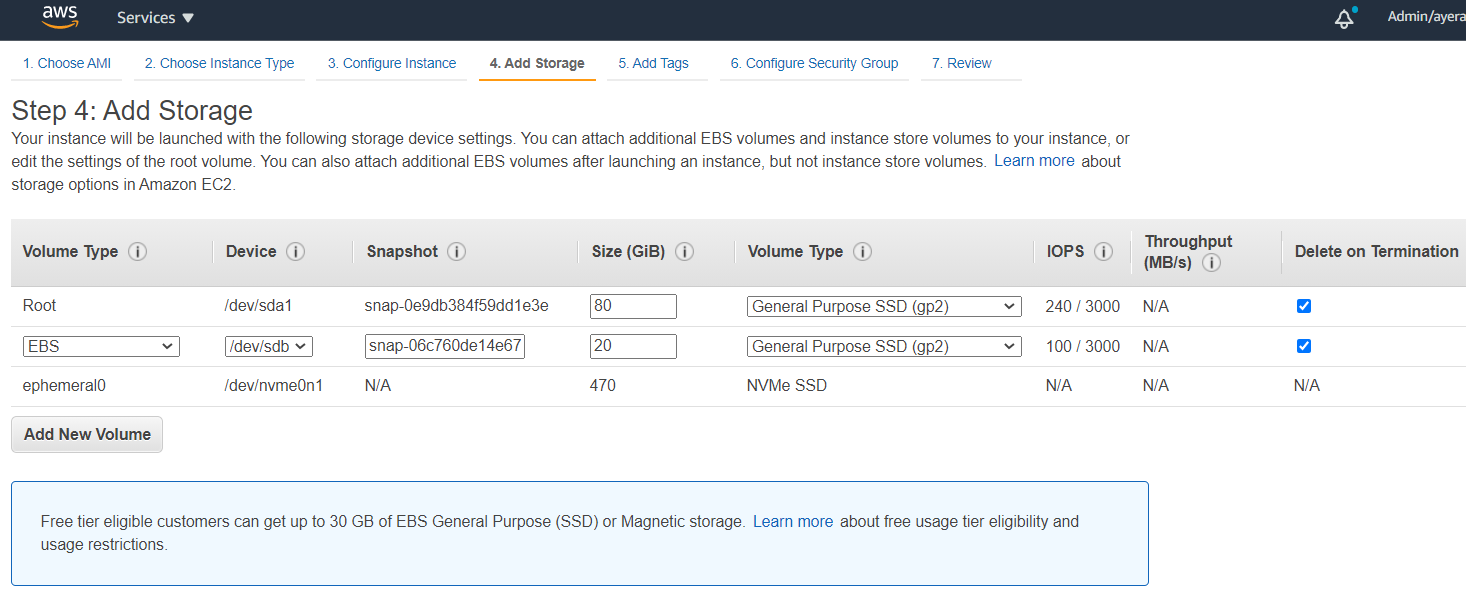 aws Services Admin/ayera
1. Choose AMI 2. Choose Instance Type 3. Configure Instance 4. Add Storage 5. Add Tags 6. Configure Security Group 7. Review
Step 4: Add Storage
Your instance will be launched with the following storage device settings. You can attach additional EBS volumes and instance store volumes to your instance, or
edit the settings of the root volume. You can also attach additional EBS volumes after launching an instance, but not instance store volumes. Learn more about
storage options in Amazon EC2.
Volume Type Device Snapshot Size (GiB) Volume Type IOPS Throughput (MB/s) Delete on Termination
Root /dev/sda1 snap-0e9db384f59dd1e3e 80 General Purpose SSD (gp2) 240 / 3000 N/A
EBS /dev/sdb snap-06c760de14e67 20 General Purpose SSD (gp2) 100 / 3000 N/A
ephemeral0 /dev/nvme0n1 N/A 470 NVMe SSD N/A N/A N/A
Add New Volume
Free tier eligible customers can get up to 30 GB of EBS General Purpose (SSD) or Magnetic storage. Learn more about free usage tier eligibility and
usage restrictions.